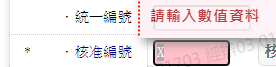 · 統一編號
請輸入數值資料
* · 核准編號